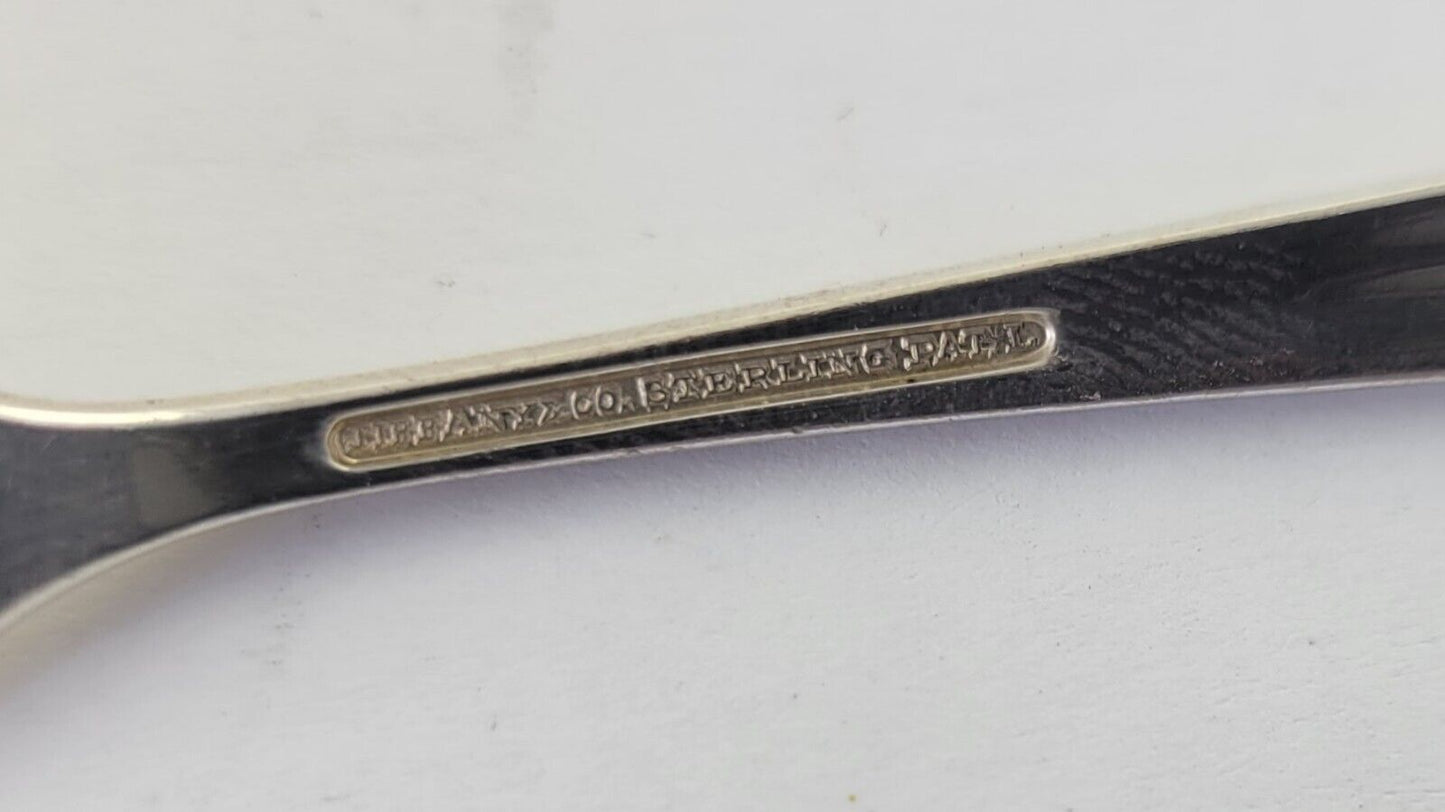 TIFFANY & CO. STERLING PAT.